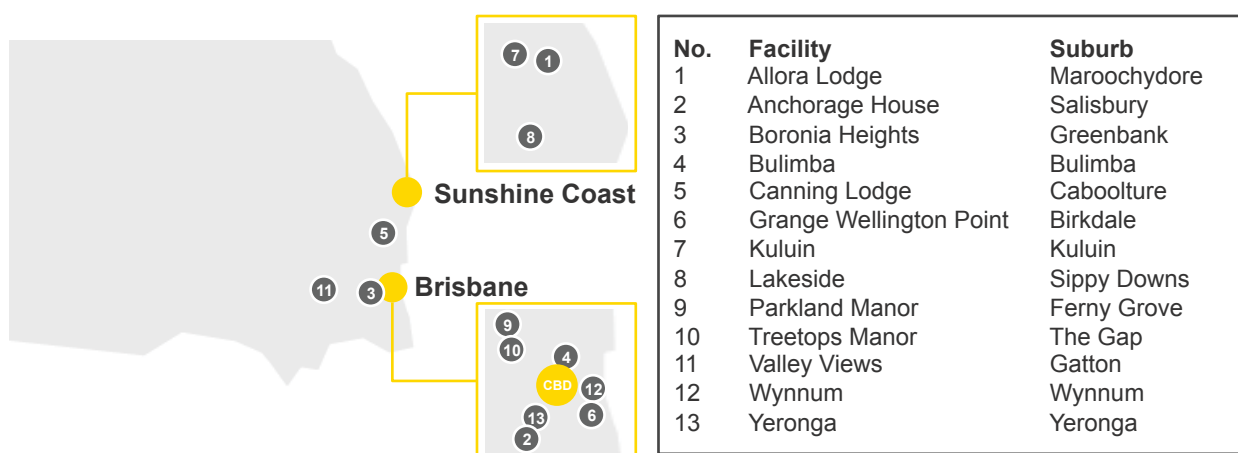 7
1
8
Sunshine Coast
5
11
3
Brisbane
9
10
4
CBD
12
13
6
2
No. Facility Suburb
1 Allora Lodge Maroochydore
2 Anchorage House Salisbury
3 Boronia Heights Greenbank
4 Bulimba Bulimba
5 Canning Lodge Caboolture
6 Grange Wellington Point Birkdale
7 Kuluin Kuluin
8 Lakeside Sippy Downs
9 Parkland Manor Ferny Grove
10 Treetops Manor The Gap
11 Valley Views Gatton
12 Wynnum Wynnum
13 Yeronga Yeronga